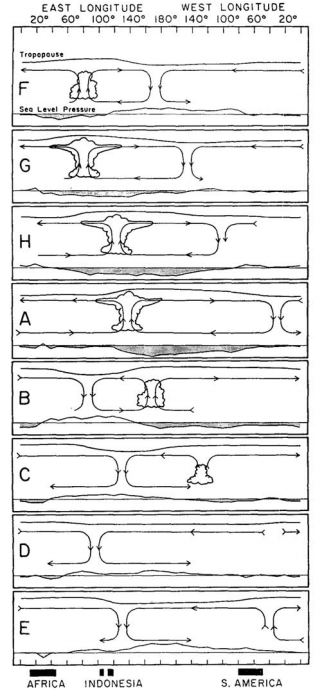 EAST LONGITUDE WEST LONGITUDE
20° 60° 100° 140° 180° 140° 100° 60° 20°
Tropopause
F
Sea Level Pressure
G
H
A
B
C
D
E
AFRICA INDONESIA S. AMERICA